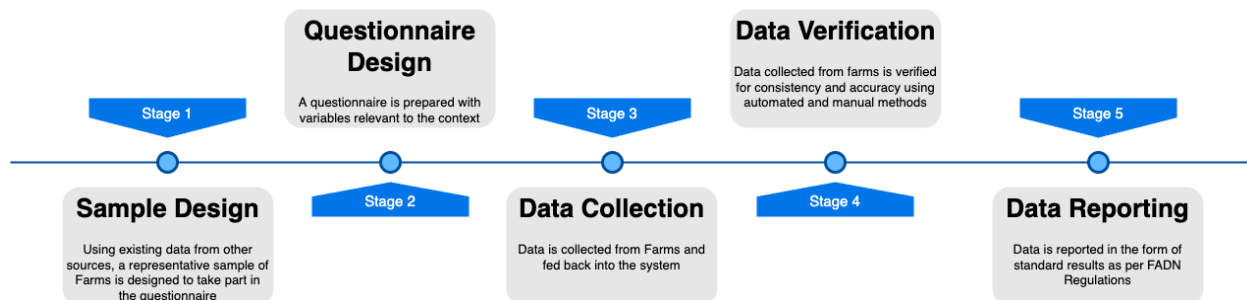 Stage 1
Sample Design
Using existing data from other
sources, a representative sample of
Farms is designed to take part in
the questionnaire
Questionnaire
Design
A questionnaire is prepared with
variables relevant to the context
Stage 2
Stage 3
Data Collection
Data is collected from Farms and
fed back into the system
Data Verification
Data collected from farms is verified
for consistency and accuracy using
automated and manual methods
Stage 4
Stage 5
Data Reporting
Data is reported in the form of
standard results as per FADN
Regulations